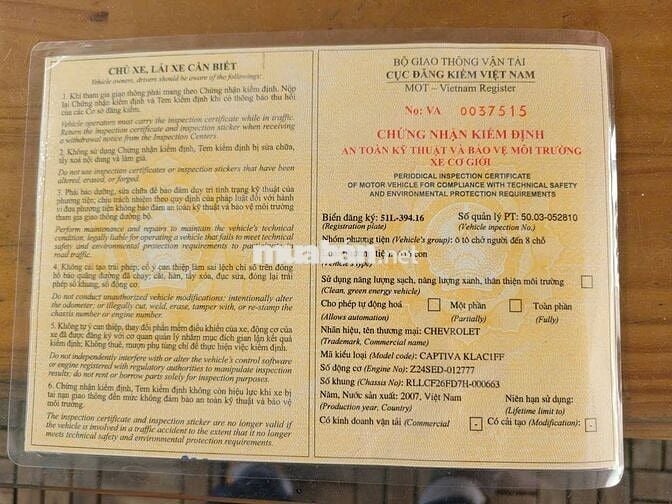 CHỦ XE, LÁI XE CẦN BIẾT
Vehicle owners, drivers should be aware of the followings:
1. Khi tham gia giao thông phải mang theo Chứng nhận kiểm định. Nộp
lại Chứng nhận kiểm định và Tem kiểm định khi có thông báo thu hồi
của các Cơ sở đăng kiểm.
Vehicle operators must carry the inspection certificate while in traffic.
Return the inspection certificate and inspection sticker when receiving
a withdrawal notice from the Inspection Centers.
2. Không sử dụng Chứng nhận kiểm định, Tem kiểm định bị sửa chữa,
tẩy xoá nội dung và làm giả.
Do not use inspection certificates or inspection stickers that have been
altered, erased, or forged.
3. Phải bảo dưỡng, sửa chữa để bảo đảm duy trì tình trạng kỹ thuật của
phương tiện; chịu trách nhiệm theo quy định của pháp luật đối với hành
vi đưa phương tiện không bảo đảm an toàn kỹ thuật và bảo vệ môi trường
tham gia giao thông đường bộ.
Perform maintenance and repairs to maintain the vehicle's technical
condition; legally liable for operating a vehicle that fails to meet technical
safety and environmental protection requirements to participate in
road traffic.
4. Không cải tạo trái phép; cố ý can thiệp làm sai lệch chỉ số trên đồng
hồ báo quãng đường đã chạy; cắt, hàn, tẩy xóa, đục sửa, đóng lại trái
phép số khung, số động cơ.
Do not conduct unauthorized vehicle modifications; intentionally alter
the odometer; or illegally cut, weld, erase, tamper with, or re-stamp the
chassis number or engine number.
5. Không tự ý can thiệp, thay đổi phần mềm điều khiển của xe, động cơ của
xe đã được đăng ký với cơ quan quản lý nhằm mục đích gian lận kết quả
kiểm định; Không thuê, mượn phụ tùng chỉ để thực hiện việc kiểm định.
Do not independently interfere with or alter the vehicle's control software
or engine registered with regulatory authorities to manipulate inspection
results; do not rent or borrow parts solely for inspection purposes.
6. Chứng nhận kiểm định, Tem kiểm định không còn hiệu lực khi xe bị
tai nạn giao thông đến mức không đảm bảo an toàn kỹ thuật và bảo vệ
môi trường.
The inspection certificate and inspection sticker are no longer valid
if the vehicle is involved in a traffic accident to the extent that it no longer
meets technical safety and environmental protection requirements.
BỘ GIAO THÔNG VẬN TẢI
CỤC ĐĂNG KIỂM VIỆT NAM
MOT – Vietnam Register
No: VA 0037515
CHỨNG NHẬN KIỂM ĐỊNH
AN TOÀN KỸ THUẬT VÀ BẢO VỆ MÔI TRƯỜNG
XE CƠ GIỚI
PERIODICAL INSPECTION CERTIFICATE
OF MOTOR VEHICLE FOR COMPLIANCE WITH TECHNICAL SAFETY
AND ENVIRONMENTAL PROTECTION REQUIREMENTS
Biển đăng ký: 51L-394.16 Số quản lý PT: 50.03-052810
(Registration plate) (Vehicle inpection No.)
Nhóm phương tiện (Vehicle's group): ô tô chở người đến 8 chỗ
muaban.net
con
(Vehicle's type)
Sử dụng năng lượng sạch, năng lượng xanh, thân thiện môi trường
(Clean, green energy vehicle)
Cho phép tự động hoá Một phần Toàn phần
(Allows automation) (Partially) (Fully)
Nhãn hiệu, tên thương mại: CHEVROLET
(Trademark, Commercial name)
Mã kiểu loại (Model code): CAPTIVA KLAC1FF
Số động cơ (Engine No): Z24SED-012777
Số khung (Chassis No): RLLCF26FD7H-000663
Năm, Nước sản xuất: 2007, Việt Nam Niên hạn sử dụng:
(Production year, Country) (Lifetime limit to)
Có kinh doanh vận tải (Commercial) - Có cải tạo (Modification): -